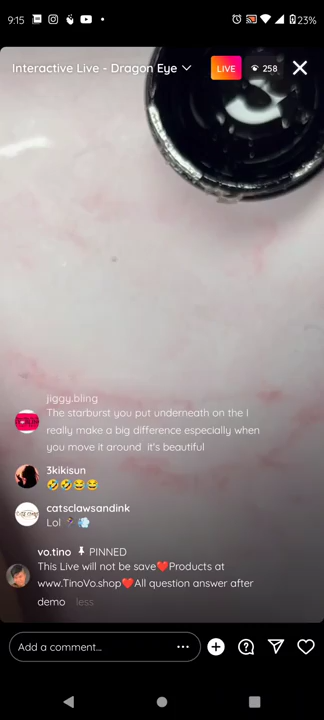 9:15
23%
Interactive Live - Dragon Eye
LIVE
258
jiggy.bling
The starburst you put underneath on the I
really make a big difference especially when
you move it around  it's beautiful
3kikisun
🤣🤣😂😂
catsclawsandink
Lol 💨
vo.tino PINNED
This Live will not be save❤️Products at
www.TinoVo.shop❤️All question answer after
demo less
Add a comment...